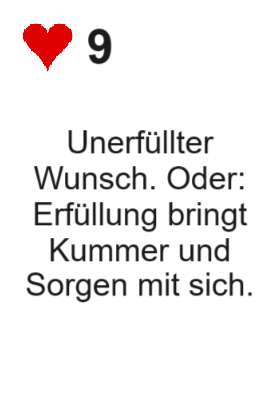 ♥ 9
Unerfüllter
Wunsch. Oder:
Erfüllung bringt
Kummer und
Sorgen mit sich.